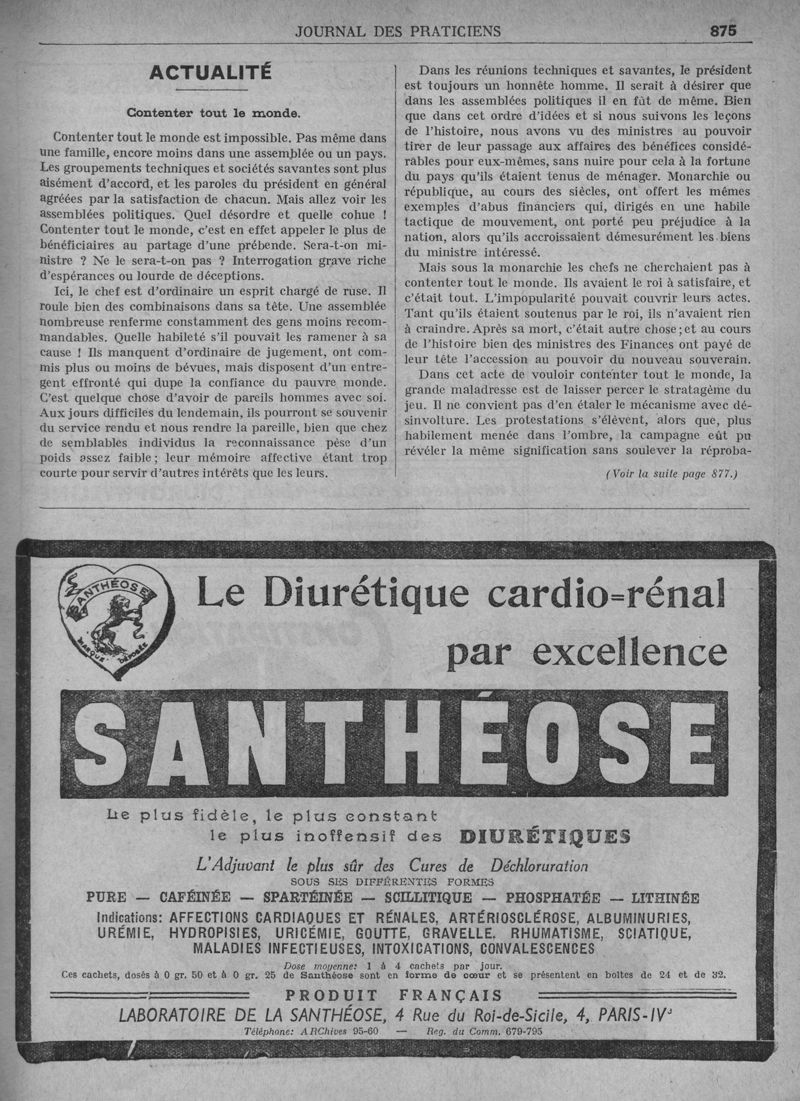 JOURNAL DES PRATICIENS 875
ACTUALITÉ
Contenter tout le monde.
Contenter tout le monde est impossible. Pas même dans
une famille, encore moins dans une assemblée ou un pays.
Les groupements techniques et sociétés savantes sont plus
aisément d'accord, et les paroles du président en général
agréées par la satisfaction de chacun. Mais allez voir les
assemblées politiques. Quel désordre et quelle cohue !
Contenter tout le monde, c'est en effet appeler le plus de
bénéficiaires au partage d'une prébende. Sera-t-on mi-
nistre ? Ne le sera-t-on pas ? Interrogation grave riche
d'espérances ou lourde de déceptions.
Ici, le chef est d'ordinaire un esprit chargé de ruse. Il
roule bien des combinaisons dans sa tête. Une assemblée
nombreuse renferme constamment des gens moins recom-
mandables. Quelle habileté s'il pouvait les ramener à sa
cause ! Ils manquent d'ordinaire de jugement, ont com-
mis plus ou moins de bévues, mais disposent d'un entre-
gent effronté qui dupe la confiance du pauvre monde.
C'est quelque chose d'avoir de pareils hommes avec soi.
Aux jours difficiles du lendemain, ils pourront se souvenir
du service rendu et nous rendre la pareille, bien que chez
de semblables individus la reconnaissance pèse d'un
poids assez faible ; leur mémoire affective étant trop
courte pour servir d'autres intérêts que les leurs.
Dans les réunions techniques et savantes, le président
est toujours un honnête homme. Il serait à désirer que
dans les assemblées politiques il en fût de même. Bien
que dans cet ordre d'idées et si nous suivons les leçons
de l'histoire, nous avons vu des ministres au pouvoir
tirer de leur passage aux affaires des bénéfices considé-
rables pour eux-mêmes, sans nuire pour cela à la fortune
du pays qu'ils étaient tenus de ménager. Monarchie ou
république, au cours des siècles, ont offert les mêmes
exemples d'abus financiers qui, dirigés en une habile
tactique de mouvement, ont porté peu préjudice à la
nation, alors qu'ils accroissaient démesurément les biens
du ministre intéressé.
Mais sous la monarchie les chefs ne cherchaient pas à
contenter tout le monde. Ils avaient le roi à satisfaire, et
c'était tout. L'impopularité pouvait couvrir leurs actes.
Tant qu'ils étaient soutenus par le roi, ils n'avaient rien
à craindre. Après sa mort, c'était autre chose ; et au cours
de l'histoire bien des ministres des Finances ont payé de
leur tête l'accession au pouvoir du nouveau souverain.
Dans cet acte de vouloir contenter tout le monde, la
grande maladresse est de laisser percer le stratagème du
jeu. Il ne convient pas d'en étaler le mécanisme avec dé-
sinvolture. Les protestations s'élèvent, alors que, plus
habilement menée dans l'ombre, la campagne eût pu
révéler la même signification sans soulever la réproba-
(Voir la suite page 877.)
SANTHÉOSE
MARQUE DÉPOSÉE
Le Diurétique cardio=rénal
par excellence
SANTHÉOSE
Le plus fidèle, le plus constant
le plus inoffensif des DIURÉTIQUES
L'Adjuvant le plus sûr des Cures de Déchloruration
SOUS SES DIFFÉRENTES FORMES
PURE — CAFÉINÉE — SPARTÉINÉE — SCILLITIQUE — PHOSPHATÉE — LITHINÉE
Indications: AFFECTIONS CARDIAQUES ET RÉNALES, ARTÉRIOSCLÉROSE, ALBUMINURIES,
URÉMIE, HYDROPISIES, URICÉMIE, GOUTTE, GRAVELLE, RHUMATISME, SCIATIQUE,
MALADIES INFECTIEUSES, INTOXICATIONS, CONVALESCENCES
Dose moyenne: 1 à 4 cachets par jour.
Ces cachets, dosés à 0 gr. 50 et à 0 gr. 25 de Santhéose sont en forme de cœur et se présentent en boîtes de 24 et de 32.
PRODUIT FRANÇAIS
LABORATOIRE DE LA SANTHÉOSE, 4 Rue du Roi-de-Sicile, 4, PARIS-IVᵉ
Téléphone: ARChives 95-60 — Reg. du Comm. 679-795